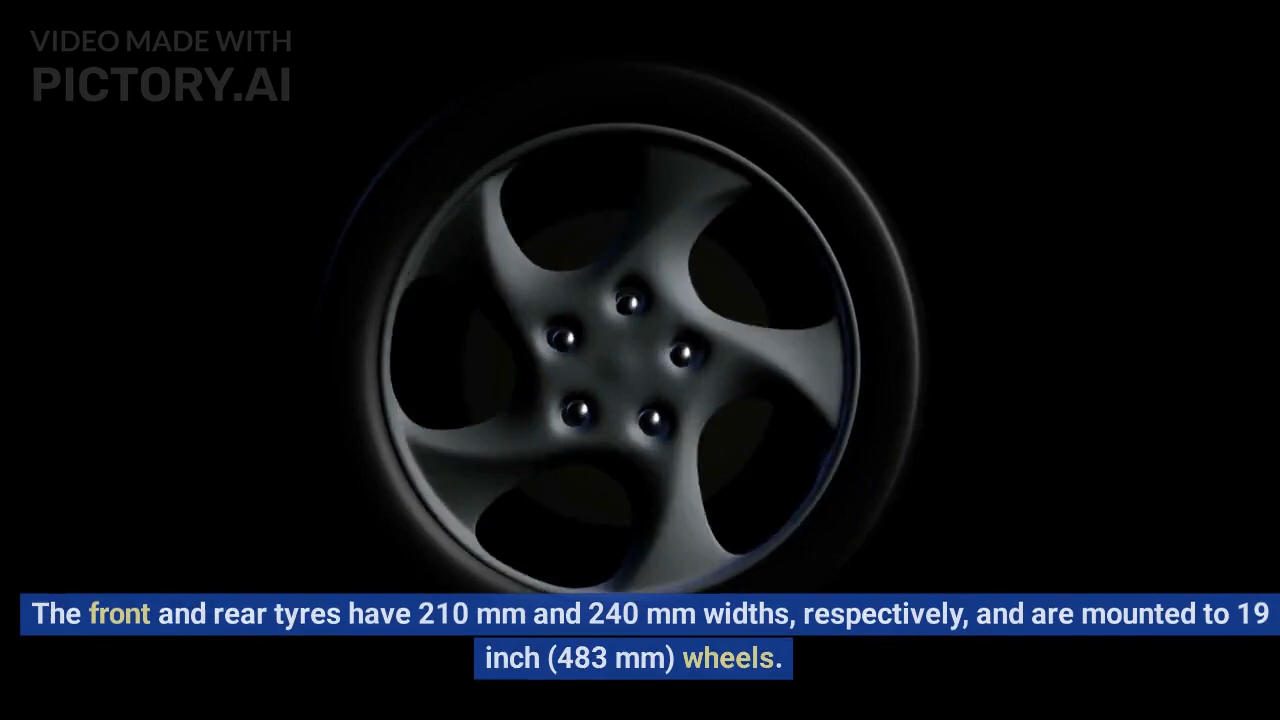 VIDEO MADE WITH
PICTORY.AI
The front and rear tyres have 210 mm and 240 mm widths, respectively, and are mounted to 19
inch (483 mm) wheels.